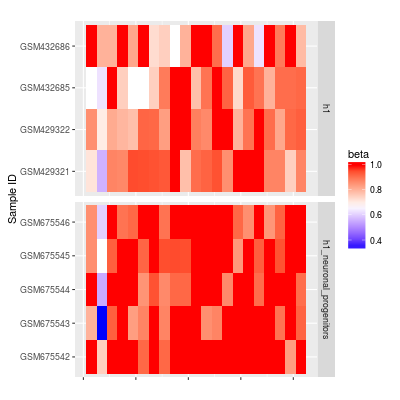 Sample ID
GSM432686
GSM432685
GSM429322
GSM429321
h1
GSM675546
GSM675545
GSM675544
GSM675543
GSM675542
h1_neuronal_progenitors
beta
1.0
0.8
0.6
0.4